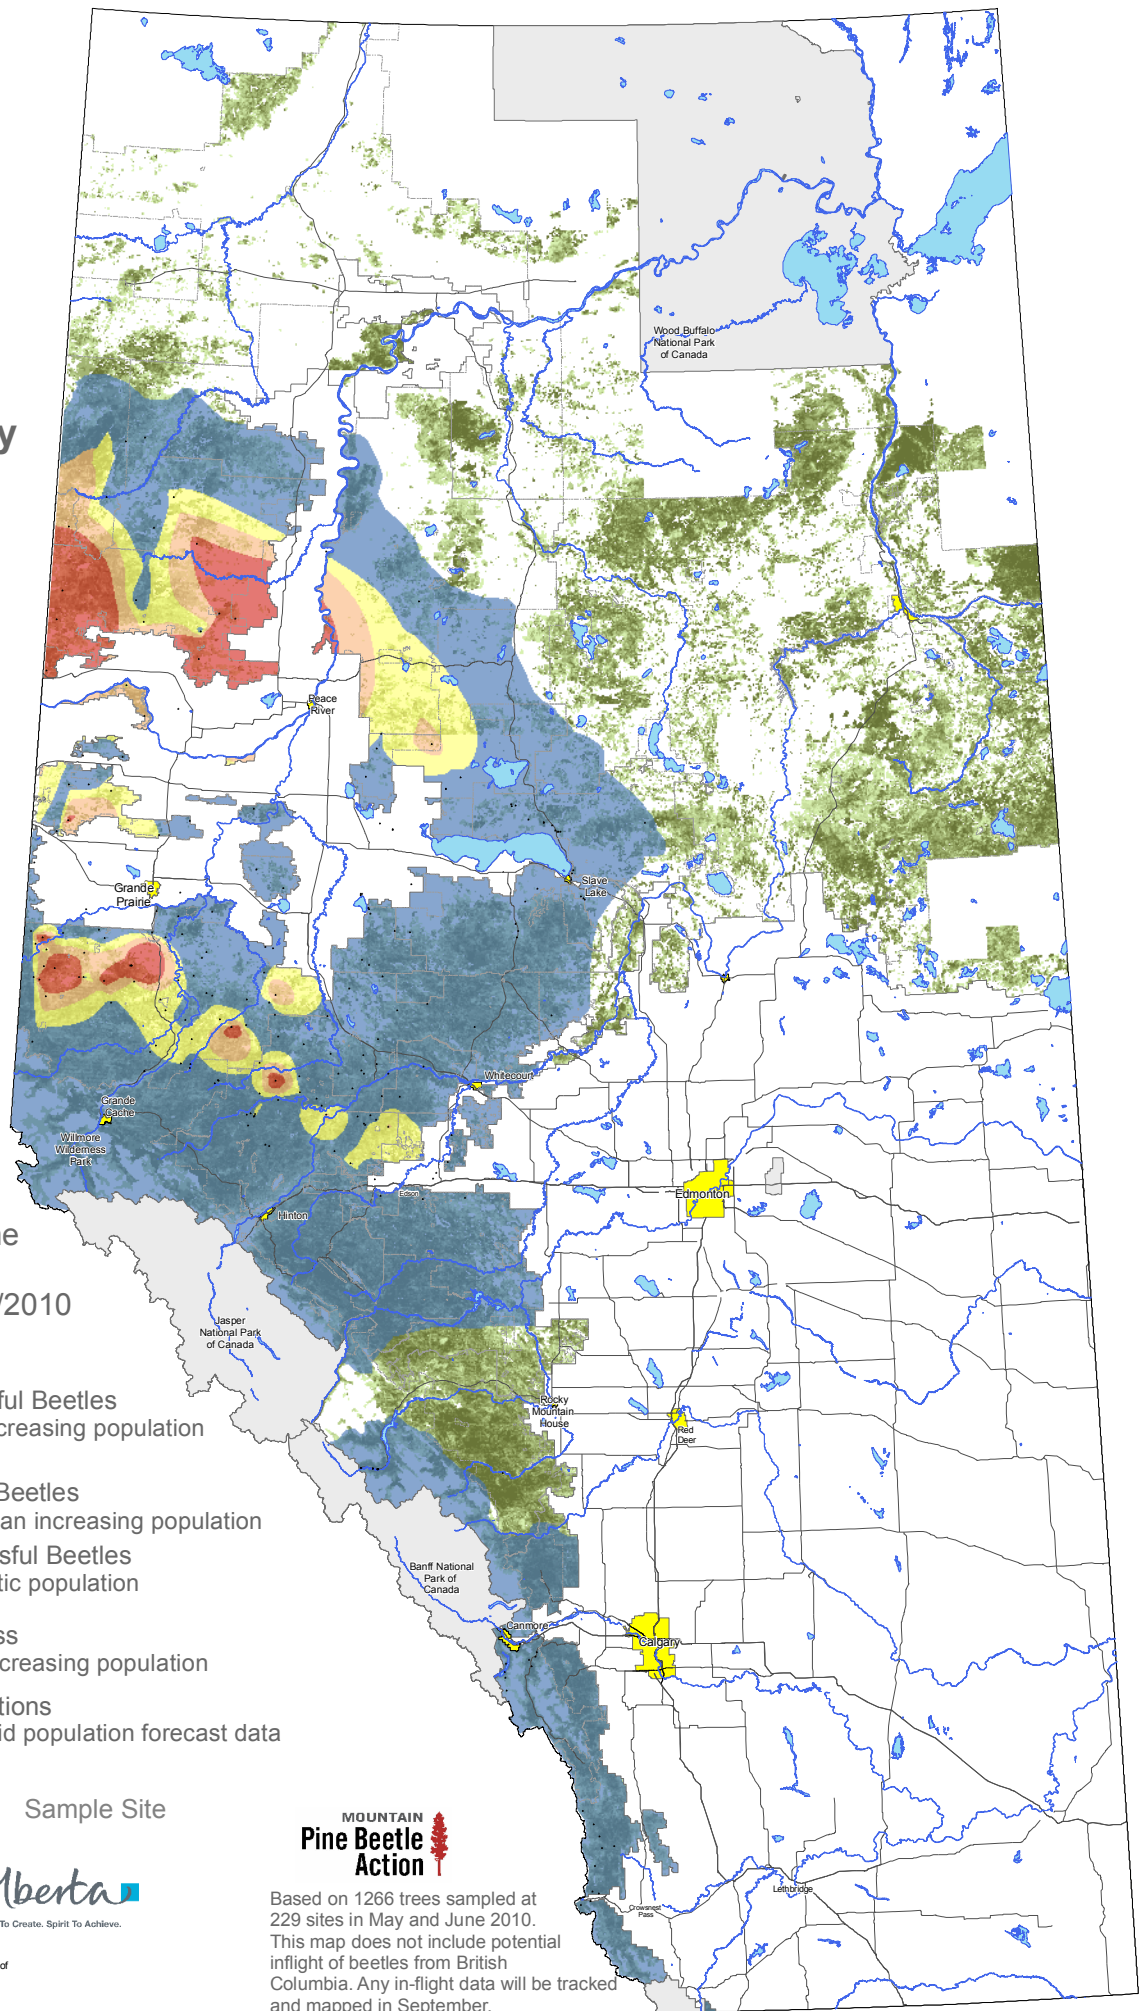 Wood Buffalo
National Park
of Canada
y
Peace
River
Slave
Lake
Grande
Prairie
Whitecourt
Grande
Cache
Willmore
Wilderness
Park
Edmonton
Edson
Hinton
ne
/2010
Jasper
National Park
of Canada
ful Beetles
creasing population
Rocky
Mountain
House
Red
Deer
Beetles
an increasing population
sful Beetles
tic population
Banff National
Park of
Canada
ss
creasing population
Canmore
Calgary
tions
id population forecast data
Sample Site
MOUNTAIN
Pine Beetle
Action
lberta
To Create. Spirit To Achieve.
of
Based on 1266 trees sampled at
229 sites in May and June 2010.
This map does not include potential
inflight of beetles from British
Columbia. Any in-flight data will be tracked
and mapped in September.
Lethbridge
Crowsnest
Pass